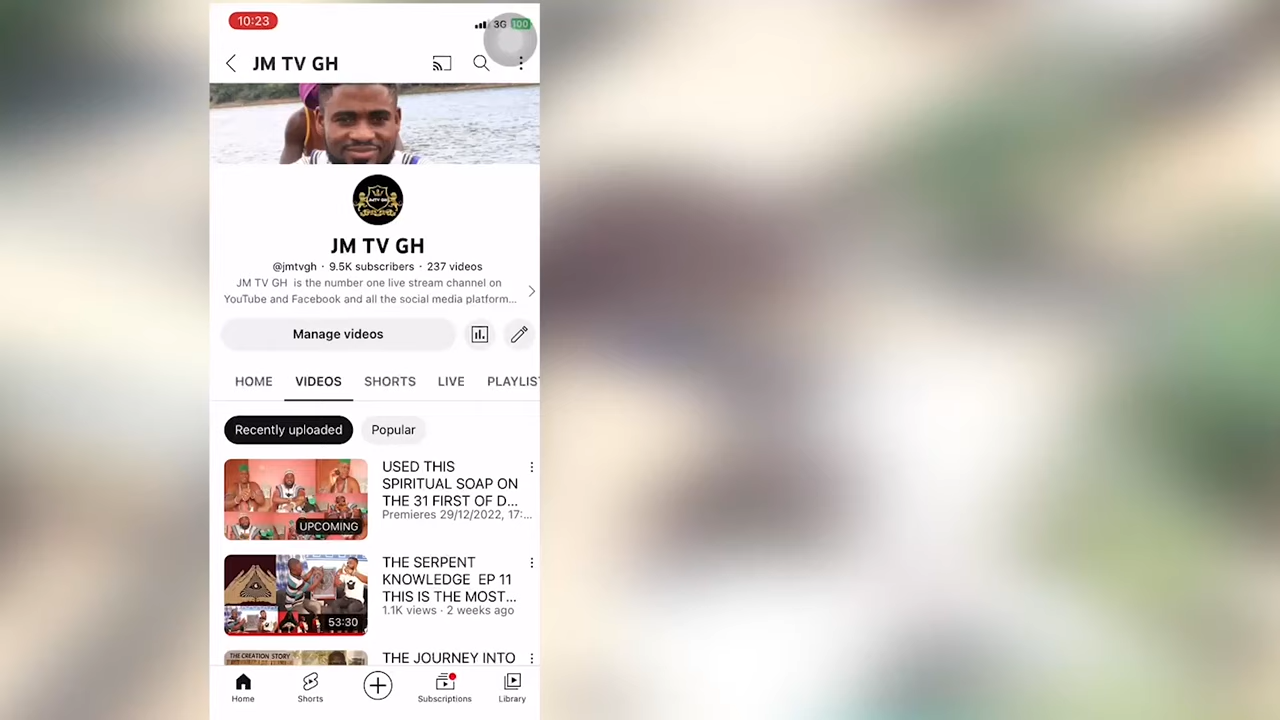 10:23
3G 100
JM TV GH
JMTV GH
JM TV GH
@jmtvgh · 9.5K subscribers · 237 videos
JM TV GH is the number one live stream channel on
YouTube and Facebook and all the social media platform...
Manage videos
HOME VIDEOS SHORTS LIVE PLAYLIS
Recently uploaded Popular
UPCOMING
USED THIS
SPIRITUAL SOAP ON
THE 31 FIRST OF D...
Premieres 29/12/2022, 17:...
53:30
THE SERPENT
KNOWLEDGE EP 11
THIS IS THE MOST...
1.1K views · 2 weeks ago
THE CREATION STORY
THE JOURNEY INTO
Home Shorts Subscriptions Library